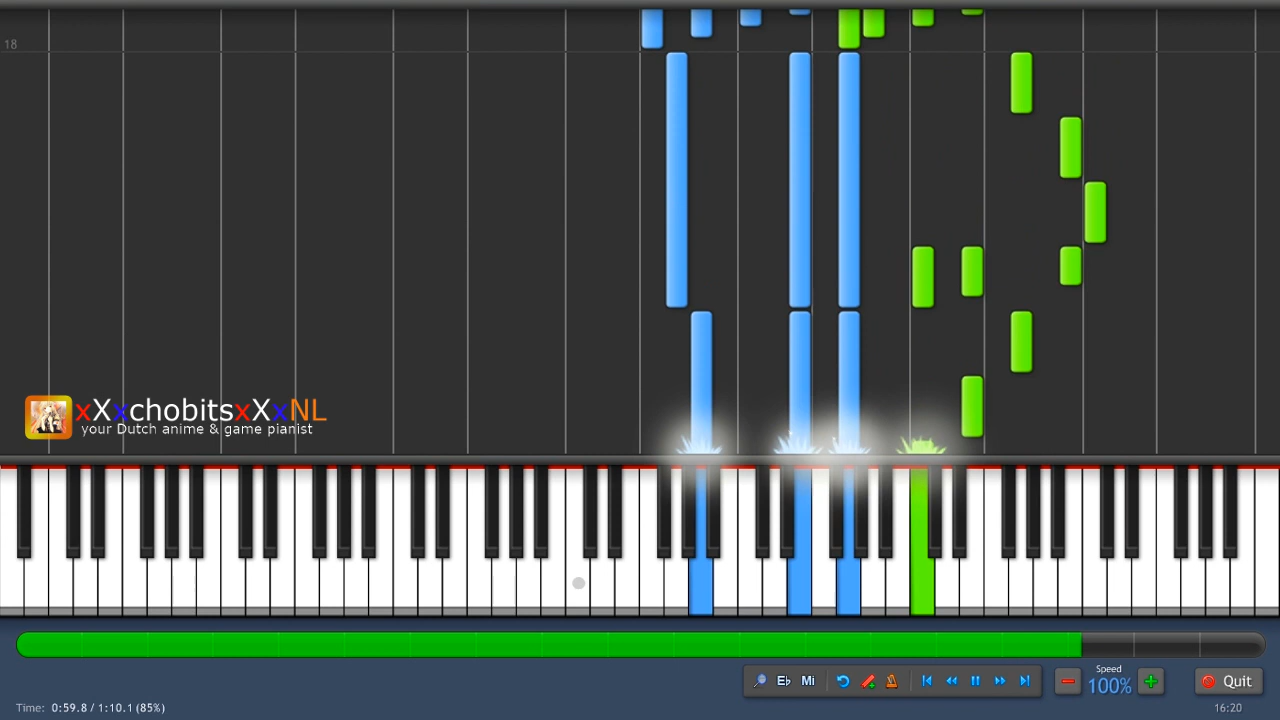 18
xXxchobitsxXxNL
your Dutch anime & game pianist
E♭ Mi
Speed
100%
Quit
Time: 0:59.8 / 1:10.1 (85%)
16:20